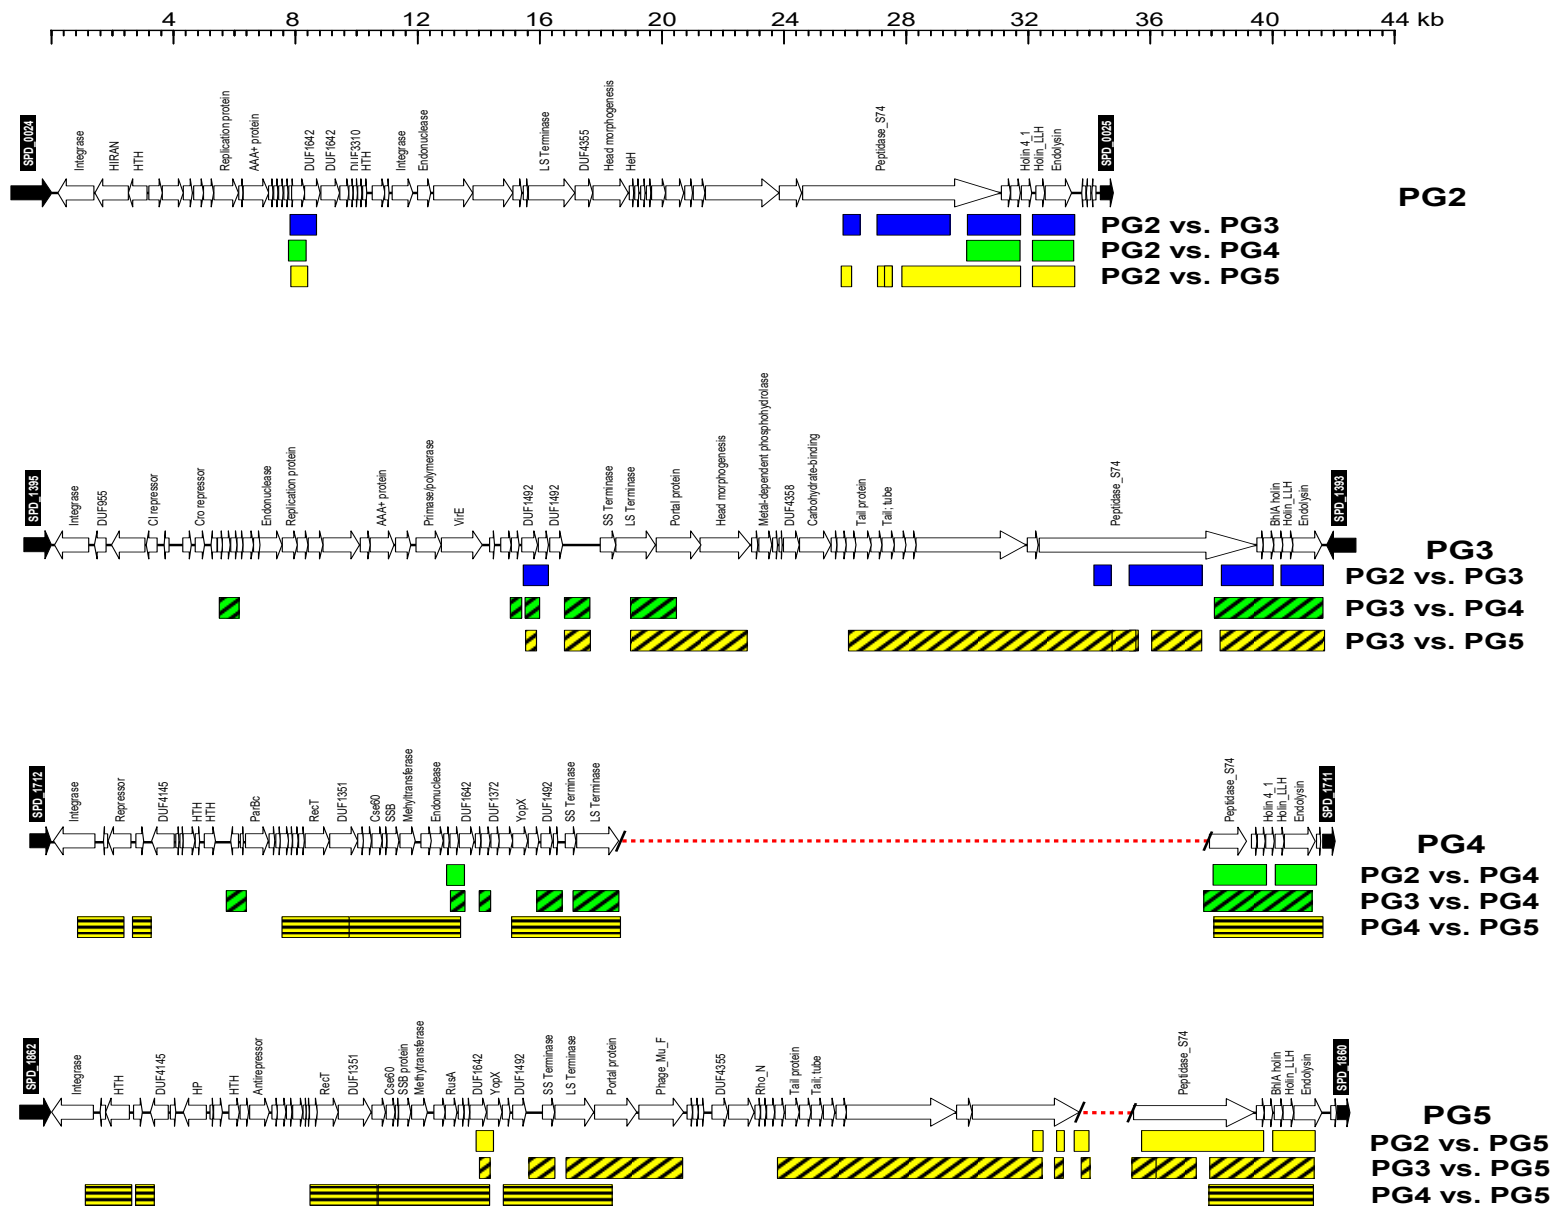 4 8 12 16 20 24 28 32 36 40 44 kb
SPD_0024 Integrase HIRAN HTH Replication protein AAA+ protein DUF1642 DUF1642 DUF3310 HTH Integrase Endonuclease LS Terminase DUF4355 Head morphogenesis HeH Peptidase_S74 Holin 4_1 Holin_LLH Endolysin SPD_0025
PG2
PG2 vs. PG3
PG2 vs. PG4
PG2 vs. PG5
SPD_1395 Integrase DUF955 CI repressor Cro repressor Endonuclease Replication protein AAA+ protein Primase/polymerase VirE DUF1492 DUF1492 SS Terminase LS Terminase Portal protein Head morphogenesis Metal-dependent phosphohydrolase DUF4358 Carbohydrate-binding Tail protein Tail; tube Peptidase_S74 BhlA holin Holin_LLH Endolysin SPD_1393
PG3
PG2 vs. PG3
PG3 vs. PG4
PG3 vs. PG5
SPD_1712 Integrase Repressor DUF4145 HTH HTH ParBc RecT DUF1351 Cse60 SSB Mehyltransferase Endonuclease DUF1642 DUF1372 YopX DUF1492 SS Terminase LS Terminase Peptidase_S74 Holin 4_1 Holin_LLH Endolysin SPD_1711
PG4
PG2 vs. PG4
PG3 vs. PG4
PG4 vs. PG5
SPD_1862 Integrase HTH DUF4145 HP HTH Antirepressor RecT DUF1351 Cse60 SSB protein Methytransferase RusA DUF1642 YopX DUF1492 SS Terminase LS Terminase Portal protein Phage_Mu_F DUF4355 Rho_N Tail protein Tail; tube Peptidase_S74 BhlA holin Holin_LLH Endolysin SPD_1860
PG5
PG2 vs. PG5
PG3 vs. PG5
PG4 vs. PG5